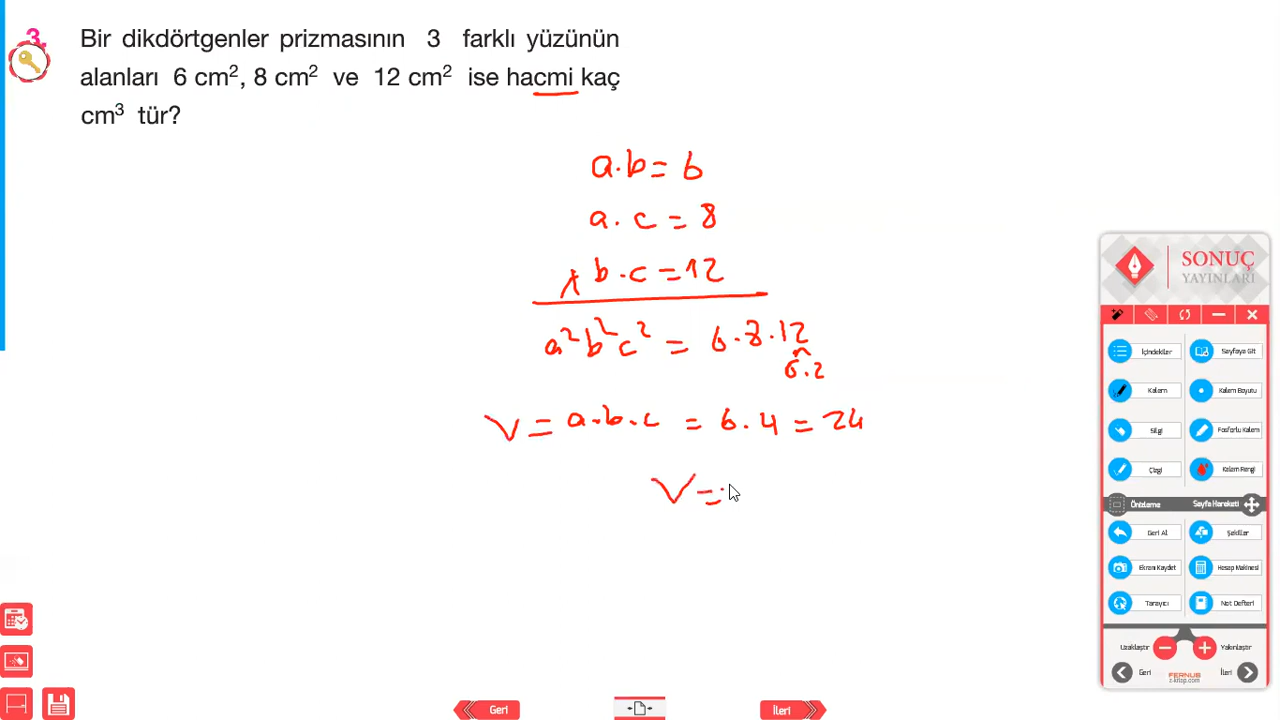 3.
Bir dikdörtgenler prizmasının 3 farklı yüzünün
alanları 6 cm², 8 cm² ve 12 cm² ise hacmi kaç
cm³ tür?
a.b = 6
a.c = 8
x b.c = 12
a²b²c² = 6.8.12
6.2
V = a.b.c = 6.4 = 24
V =
SONUÇ
YAYINLARI
İçindekiler
Sayfaya Git
Kalem
Kalem Boyutu
Silgi
Fosforlu Kalem
Çizgi
Kalem Rengi
Önizleme
Sayfa Hareketi
Geri Al
Şekiller
Ekran Kaydet
Hesap Makinesi
Tarayıcı
Not Defteri
Uzaklaştır
Yakınlaştır
Geri
FERNUS
z-kitap.com
İleri
Geri
İleri